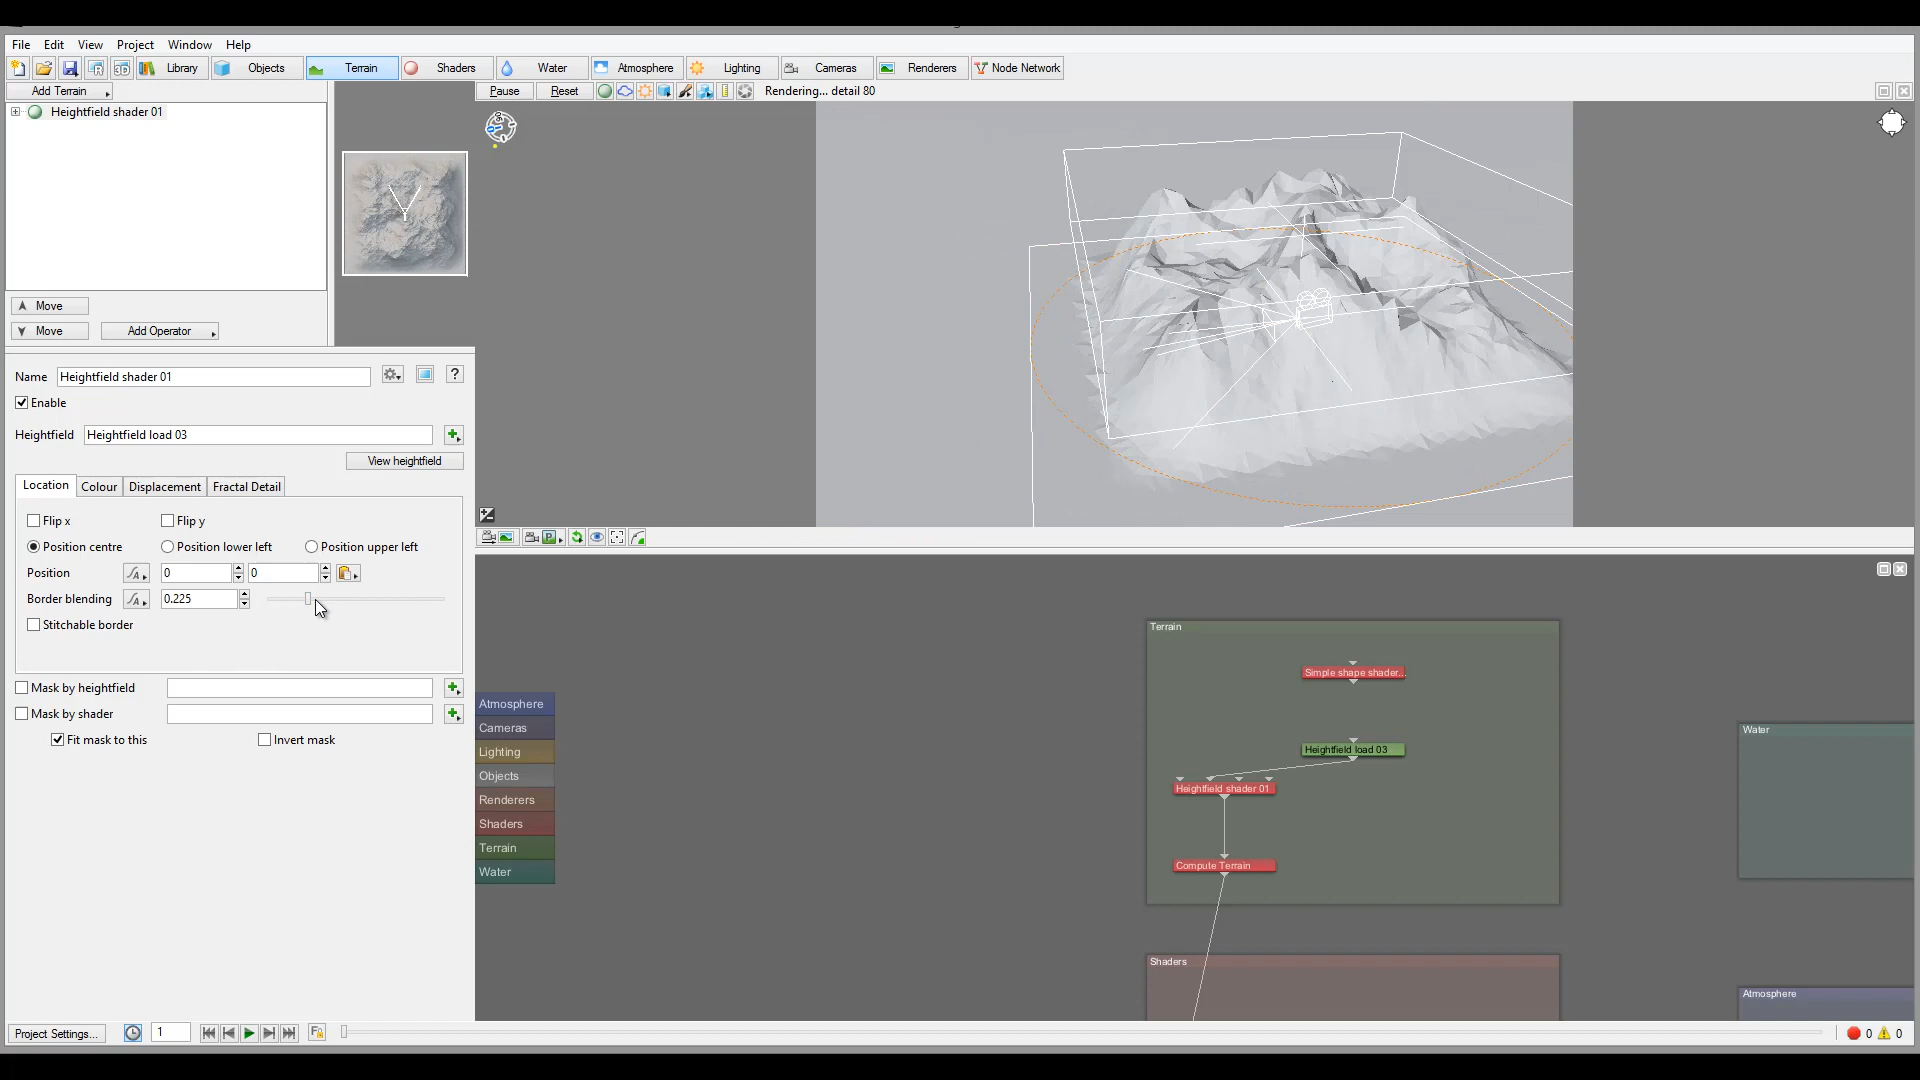 File Edit View Project Window Help
Library Objects Terrain Shaders Water Atmosphere Lighting Cameras Renderers Node Network
Add Terrain
Pause Reset Rendering... detail 80
Heightfield shader 01
Move
Move Add Operator
Name Heightfield shader 01 ?
Enable
Heightfield Heightfield load 03
View heightfield
Location Colour Displacement Fractal Detail
Flip x Flip y
Position centre Position lower left Position upper left
Position 0 0
Border blending 0.225
Stitchable border
Mask by heightfield
Mask by shader
Fit mask to this Invert mask
Atmosphere
Cameras
Lighting
Objects
Renderers
Shaders
Terrain
Water
Terrain
Simple shape shader...
Heightfield load 03
Heightfield shader 01
Compute Terrain
Shaders
Water
Atmosphere
Project Settings... 1 0 0